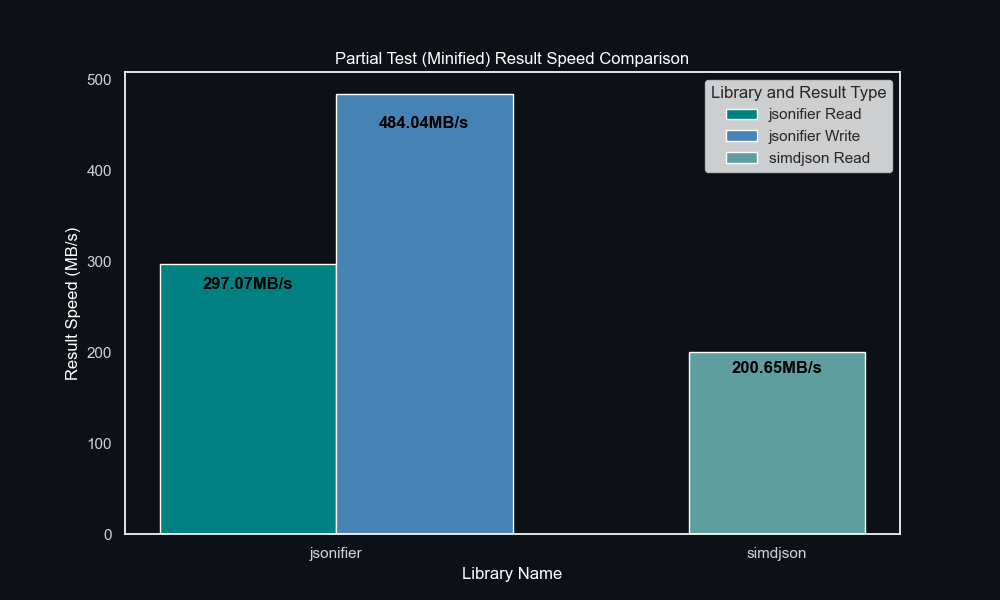 Partial Test (Minified) Result Speed Comparison
Library and Result Type
jsonifier Read
jsonifier Write
simdjson Read
Result Speed (MB/s)
500
400
300
200
100
0
484.04MB/s
297.07MB/s
200.65MB/s
jsonifier
simdjson
Library Name